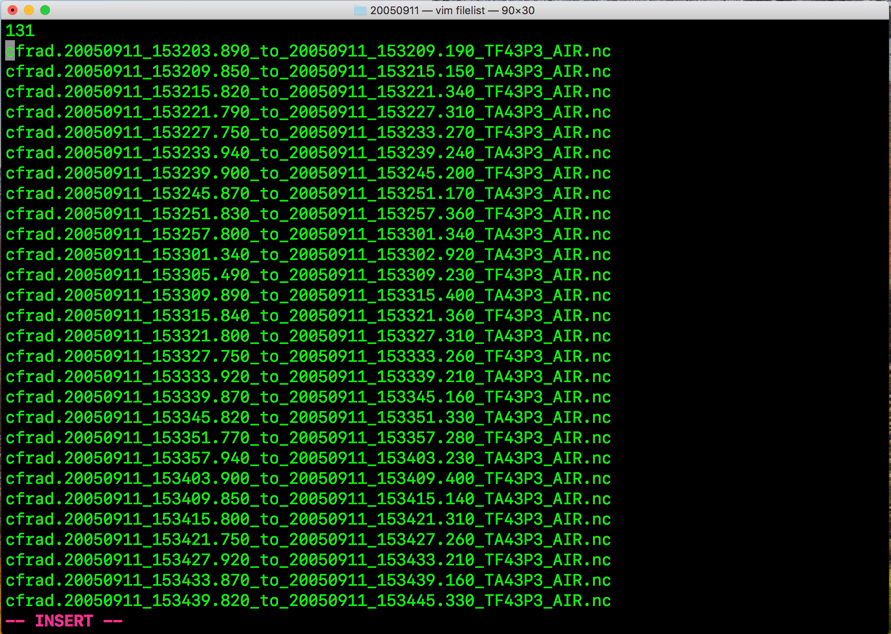 20050911 — vim filelist — 90×30
131
cfrad.20050911_153203.890_to_20050911_153209.190_TF43P3_AIR.nc
cfrad.20050911_153209.850_to_20050911_153215.150_TA43P3_AIR.nc
cfrad.20050911_153215.820_to_20050911_153221.340_TF43P3_AIR.nc
cfrad.20050911_153221.790_to_20050911_153227.310_TA43P3_AIR.nc
cfrad.20050911_153227.750_to_20050911_153233.270_TF43P3_AIR.nc
cfrad.20050911_153233.940_to_20050911_153239.240_TA43P3_AIR.nc
cfrad.20050911_153239.900_to_20050911_153245.200_TF43P3_AIR.nc
cfrad.20050911_153245.870_to_20050911_153251.170_TA43P3_AIR.nc
cfrad.20050911_153251.830_to_20050911_153257.360_TF43P3_AIR.nc
cfrad.20050911_153257.800_to_20050911_153301.340_TA43P3_AIR.nc
cfrad.20050911_153301.340_to_20050911_153302.920_TA43P3_AIR.nc
cfrad.20050911_153305.490_to_20050911_153309.230_TF43P3_AIR.nc
cfrad.20050911_153309.890_to_20050911_153315.400_TA43P3_AIR.nc
cfrad.20050911_153315.840_to_20050911_153321.360_TF43P3_AIR.nc
cfrad.20050911_153321.800_to_20050911_153327.310_TA43P3_AIR.nc
cfrad.20050911_153327.750_to_20050911_153333.260_TF43P3_AIR.nc
cfrad.20050911_153333.920_to_20050911_153339.210_TA43P3_AIR.nc
cfrad.20050911_153339.870_to_20050911_153345.160_TF43P3_AIR.nc
cfrad.20050911_153345.820_to_20050911_153351.330_TA43P3_AIR.nc
cfrad.20050911_153351.770_to_20050911_153357.280_TF43P3_AIR.nc
cfrad.20050911_153357.940_to_20050911_153403.230_TA43P3_AIR.nc
cfrad.20050911_153403.900_to_20050911_153409.400_TF43P3_AIR.nc
cfrad.20050911_153409.850_to_20050911_153415.140_TA43P3_AIR.nc
cfrad.20050911_153415.800_to_20050911_153421.310_TF43P3_AIR.nc
cfrad.20050911_153421.750_to_20050911_153427.260_TA43P3_AIR.nc
cfrad.20050911_153427.920_to_20050911_153433.210_TF43P3_AIR.nc
cfrad.20050911_153433.870_to_20050911_153439.160_TA43P3_AIR.nc
cfrad.20050911_153439.820_to_20050911_153445.330_TF43P3_AIR.nc
-- INSERT --